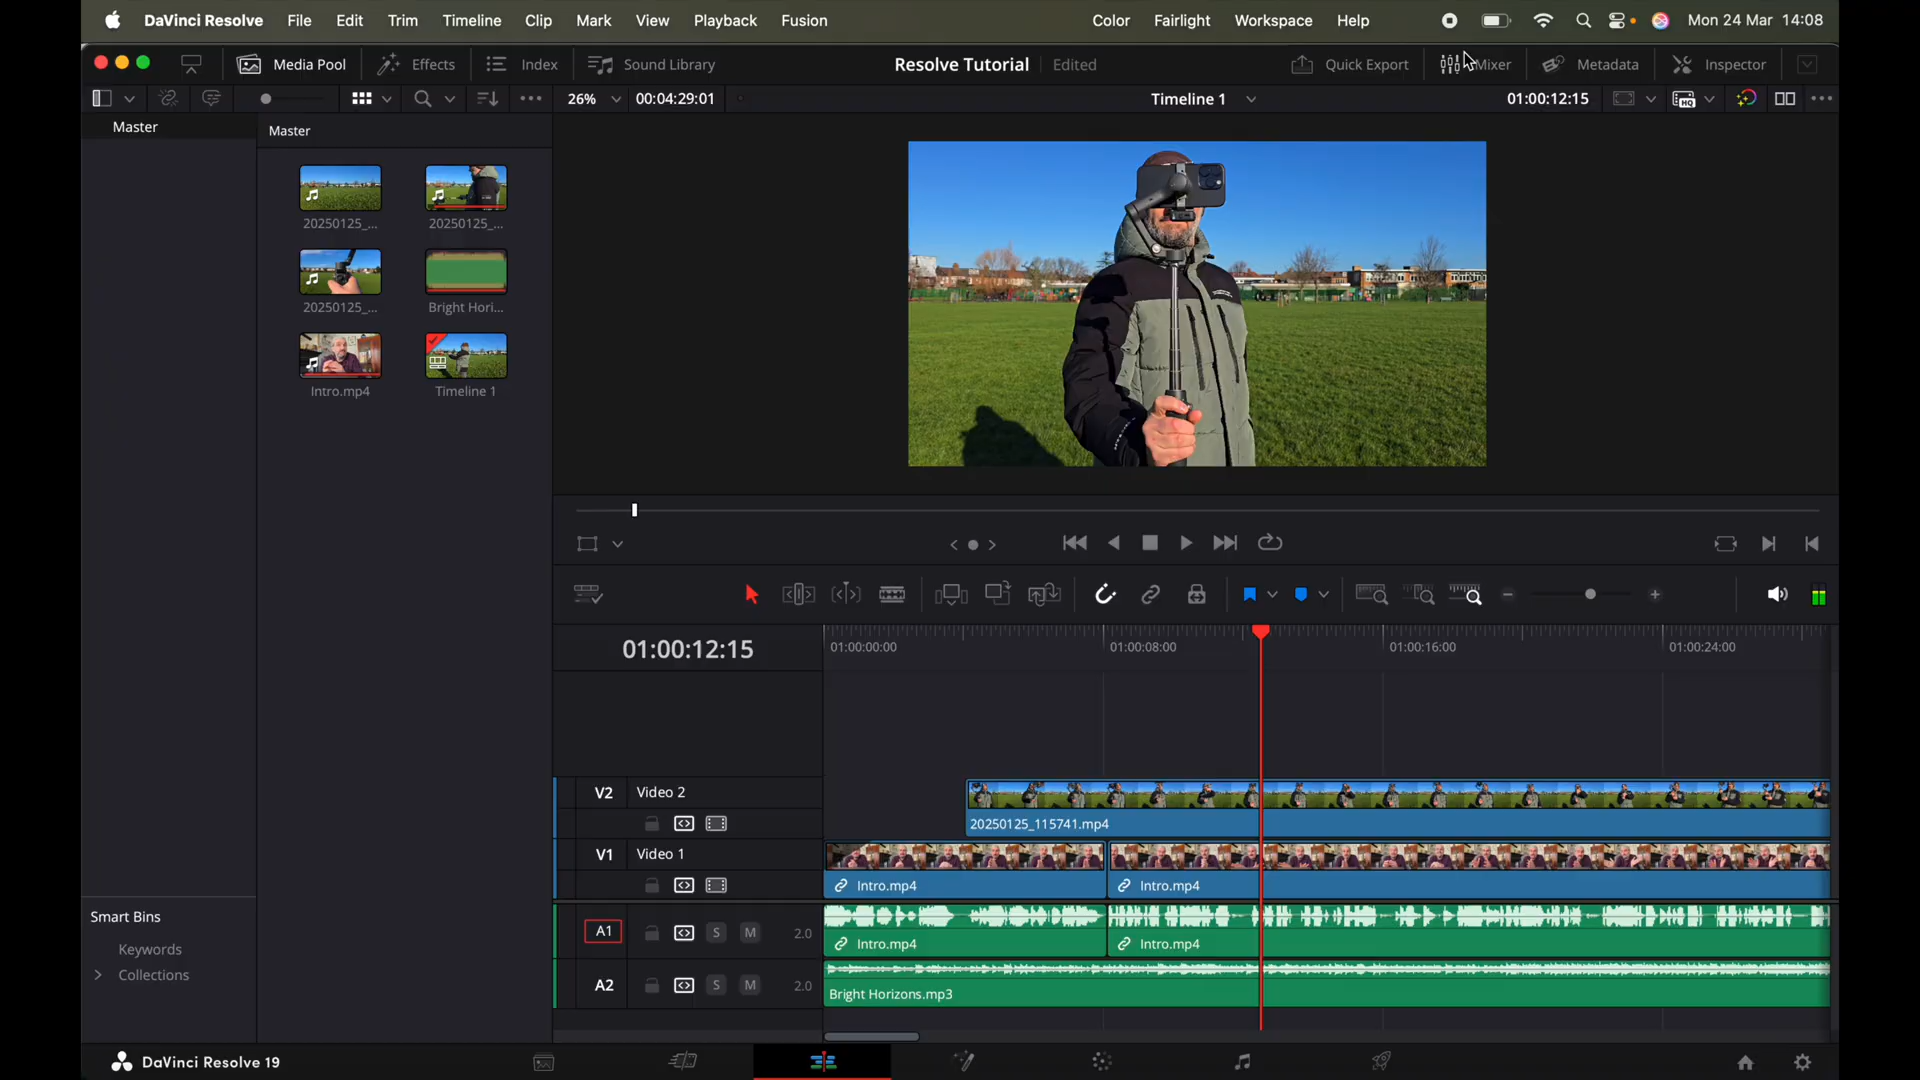 DaVinci Resolve File Edit Trim Timeline Clip Mark View Playback Fusion Color Fairlight Workspace Help Mon 24 Mar 14:08
Media Pool Effects Index Sound Library Resolve Tutorial Edited Quick Export Mixer Metadata Inspector
26% 00:04:29:01 Timeline 1 01:00:12:15
Master
Master
20250125_... 20250125_...
20250125_... Bright Hori...
Intro.mp4 Timeline 1
01:00:12:15
01:00:00:00 01:00:08:00 01:00:16:00 01:00:24:00
V2 Video 2
20250125_115741.mp4
V1 Video 1
Intro.mp4 Intro.mp4
A1 S M 2.0
Intro.mp4 Intro.mp4
A2 S M 2.0
Bright Horizons.mp3
Smart Bins
Keywords
Collections
DaVinci Resolve 19